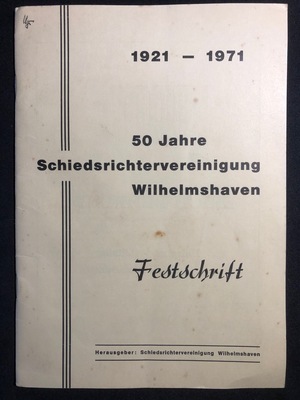 1921 – 1971
50 Jahre
Schiedsrichtervereinigung
Wilhelmshaven
Festschrift
Herausgeber: Schiedsrichtervereinigung Wilhelmshaven